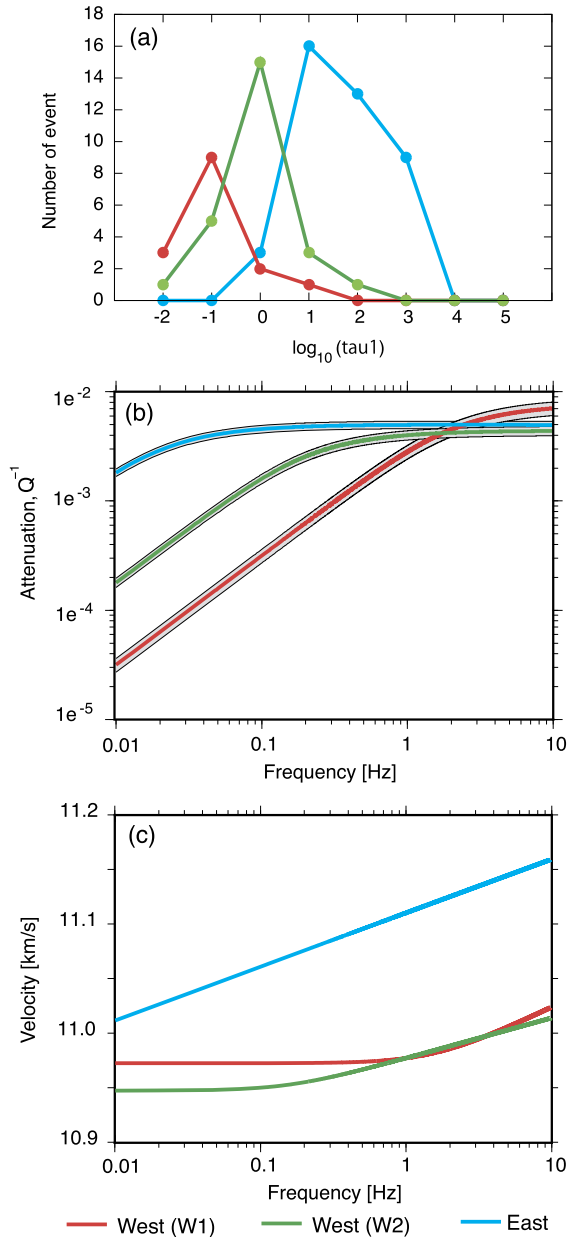 18
16
14
12
10
8
6
4
2
0
(a)
Number of event
-2 -1 0 1 2 3 4 5
log10 (tau1)
1e−2
1e−3
1e−4
1e−5
(b)
Attenuation, Q−1
0.01 0.1 1 10
Frequency [Hz]
11.2
11.1
11.0
10.9
(c)
Velocity [km/s]
0.01 0.1 1 10
Frequency [Hz]
West (W1) West (W2) East